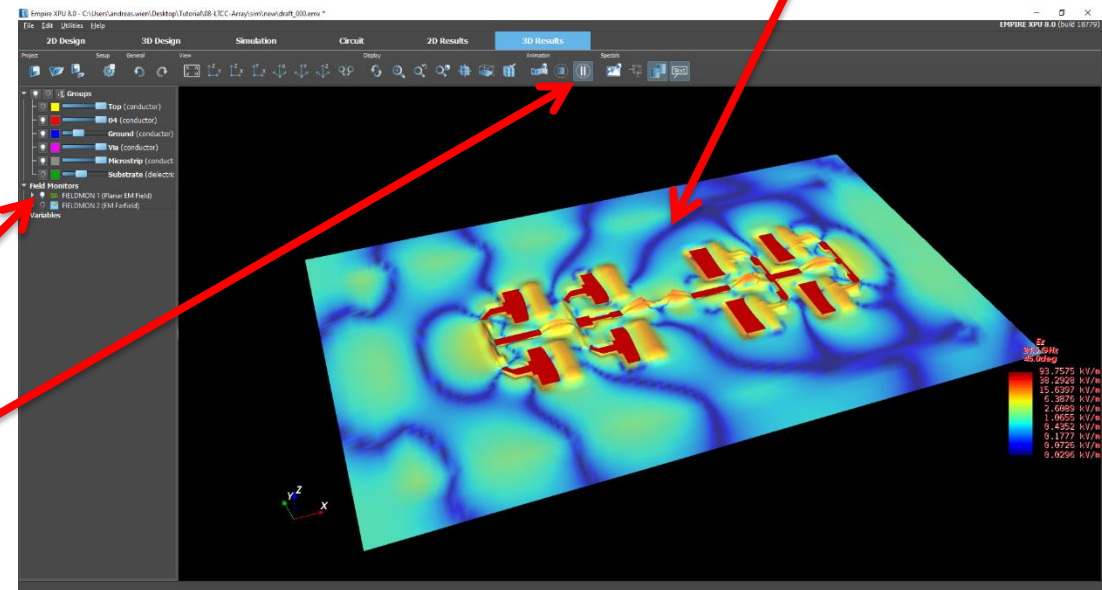 Empire XPU 8.0 - C:\Users\andreas.wien\Desktop\Tutorial\08-LTCC-Array\sim\new\draft_000.emx *
File Edit Utilities Help
EMPIRE XPU 8.0 (build 18779)
2D Design 3D Design Simulation Circuit 2D Results 3D Results
Project Setup General View Display Animation Specials
Text
Groups
Top (conductor)
04 (conductor)
Ground (conductor)
Via (conductor)
Microstrip (conduct
Substrate (dielectric
Field Monitors
FIELDMON 1 (Planar EM Field)
FIELDMON 2 (EM Farfield)
Variables
Ez
GHz
45.0deg
93.7575 kV/m
38.2928 kV/m
15.6397 kV/m
6.3876 kV/m
2.6089 kV/m
1.0655 kV/m
0.4352 kV/m
0.1777 kV/m
0.0726 kV/m
0.0296 kV/m
Z
Y
X